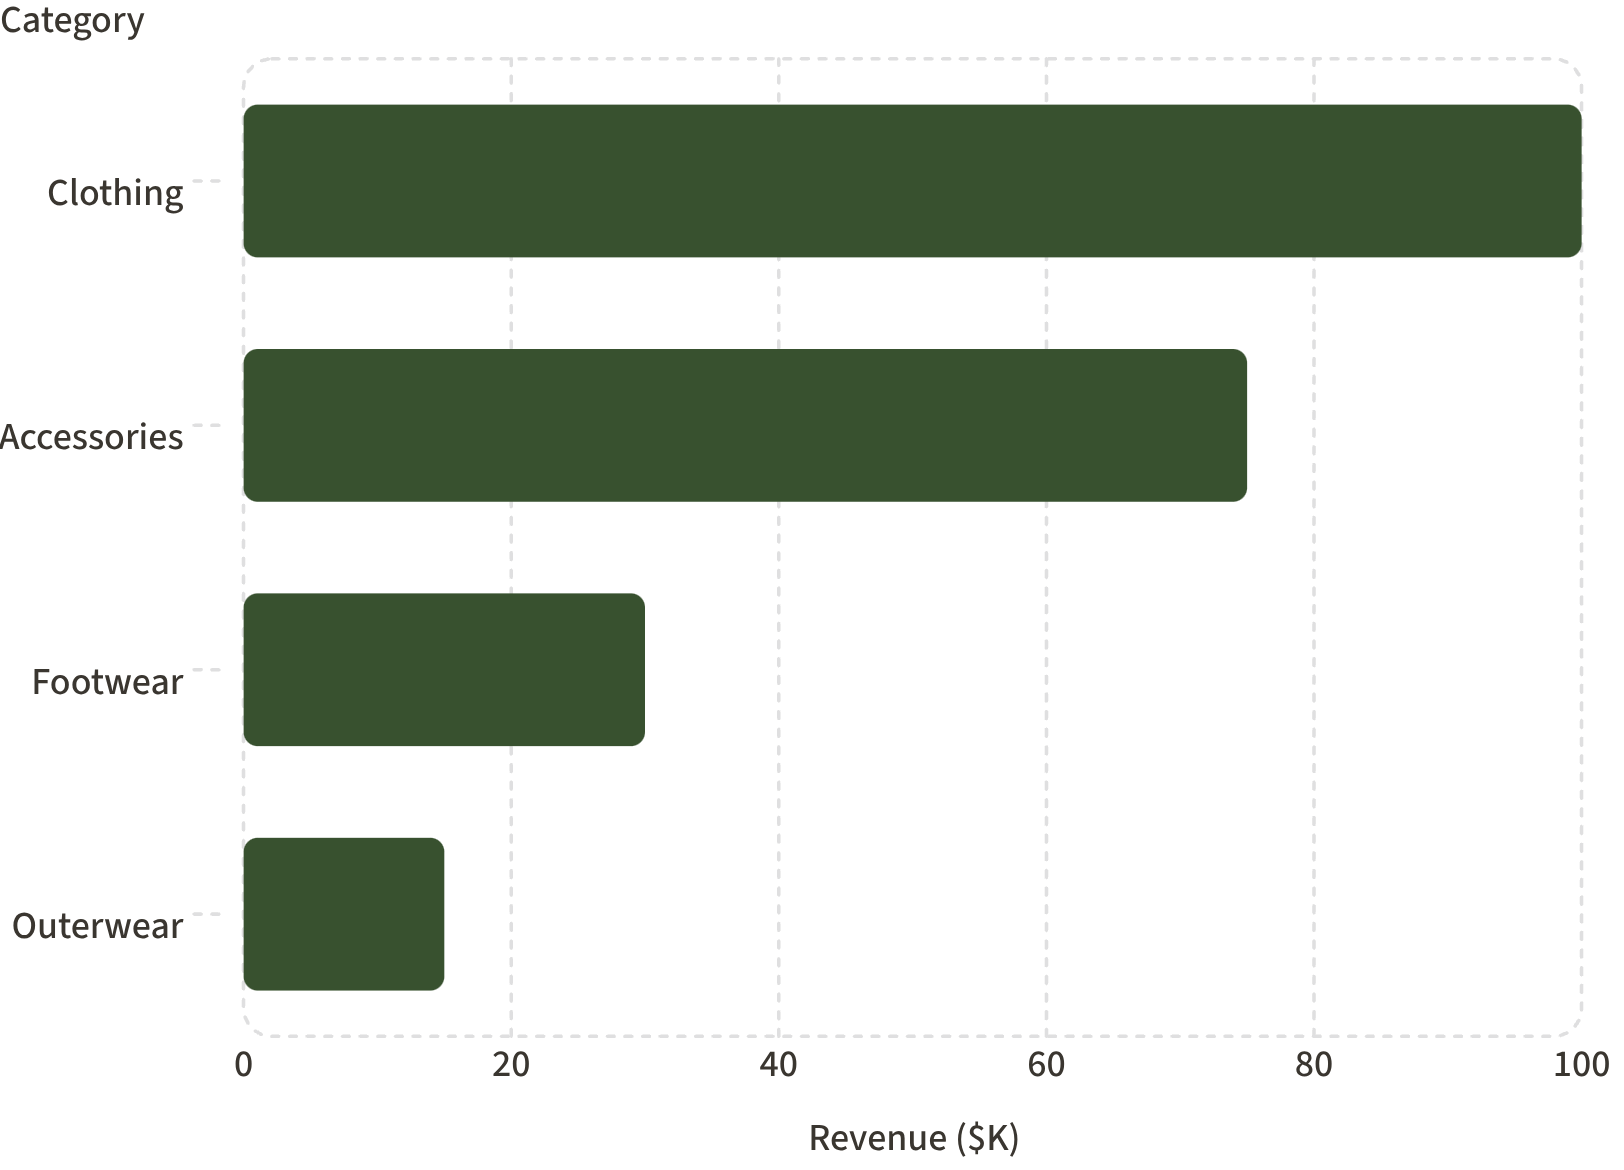 Category
Clothing
Accessories
Footwear
Outerwear
0 20 40 60 80 100
Revenue ($K)